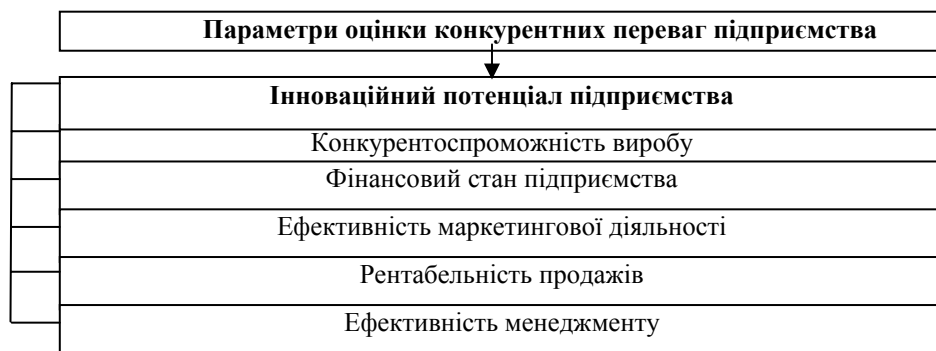 Параметри оцінки конкурентних переваг підприємства
Інноваційний потенціал підприємства
Конкурентоспроможність виробу
Фінансовий стан підприємства
Ефективність маркетингової діяльності
Рентабельність продажів
Ефективність менеджменту